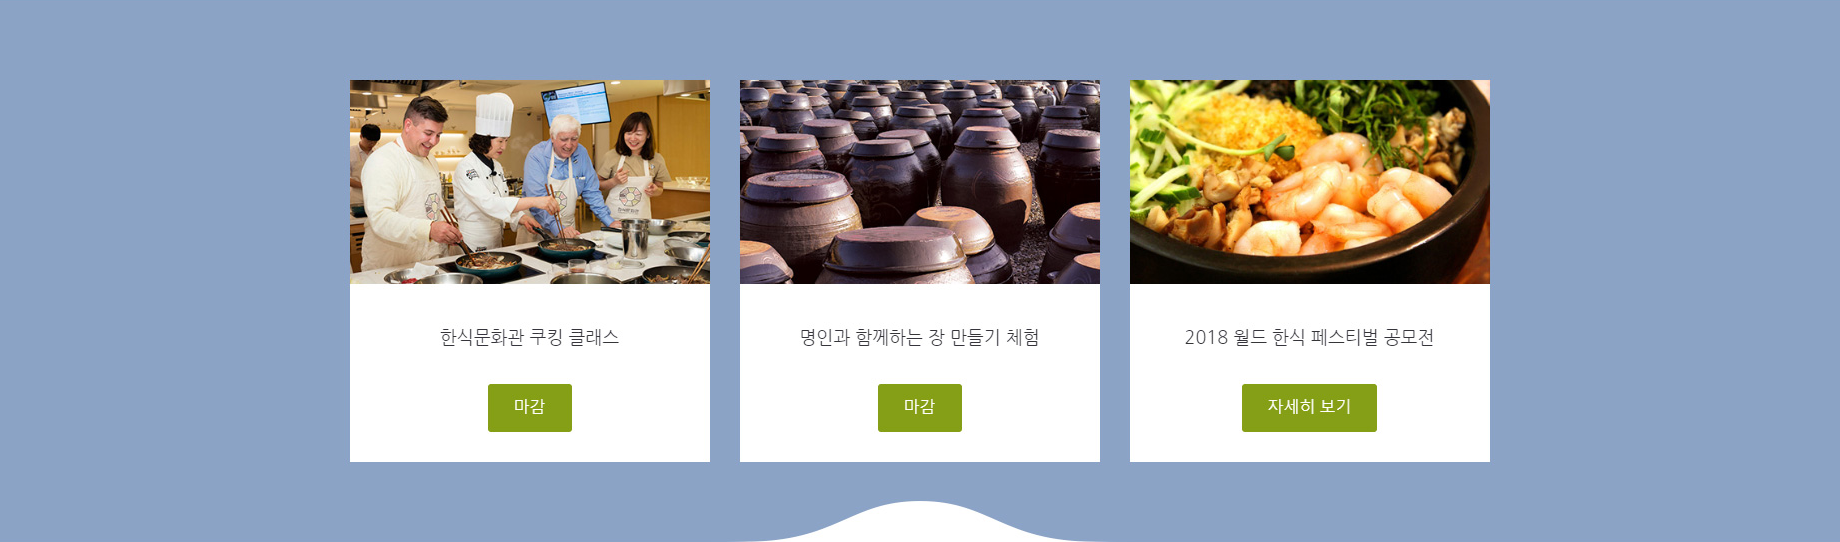 한식문화관 쿠킹 클래스
명인과 함께하는 장 만들기 체험
2018 월드 한식 페스티벌 공모전
마감
마감
자세히 보기